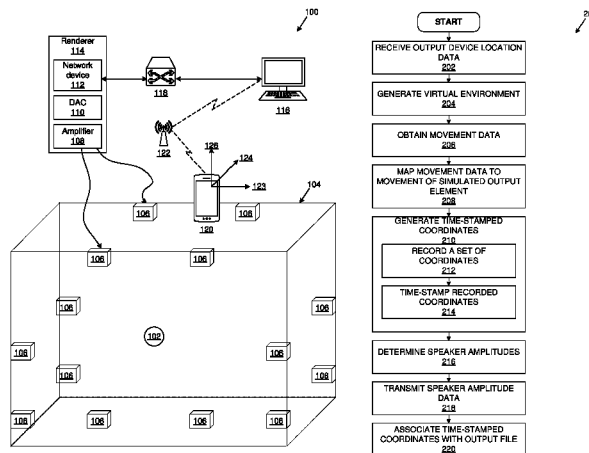 100
Renderer
114
Network
device
112
DAC
110
Amplifier
108
118
116
122
126
124
123
120
104
106
106
106
106
106
106
102
106
106
106
106
106
106
106
106
START
RECEIVE OUTPUT DEVICE LOCATION
DATA
202
GENERATE VIRTUAL ENVIRONMENT
204
OBTAIN MOVEMENT DATA
206
MAP MOVEMENT DATA TO
MOVEMENT OF SIMULATED OUTPUT
ELEMENT
208
GENERATE TIME-STAMPED
COORDINATES
210
RECORD A SET OF
COORDINATES
212
TIME-STAMP RECORDED
COORDINATES
214
DETERMINE SPEAKER AMPLITUDES
216
TRANSMIT SPEAKER AMPLITUDE
DATA
218
ASSOCIATE TIME-STAMPED
COORDINATES WITH OUTPUT FILE
220